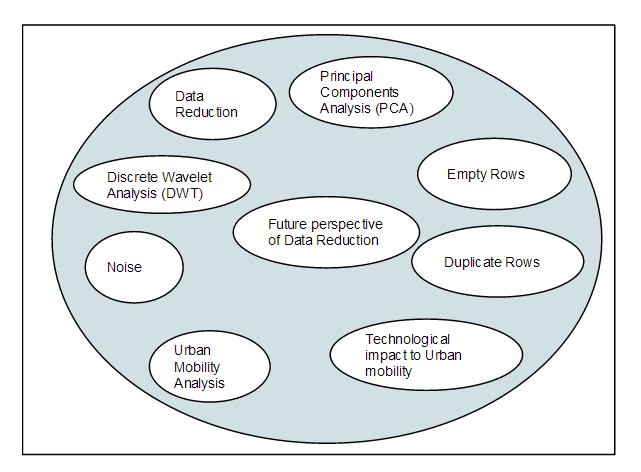 Data
Reduction
Principal
Components
Analysis (PCA)
Discrete Wavelet
Analysis (DWT)
Empty Rows
Future perspective
of Data Reduction
Noise
Duplicate Rows
Urban
Mobility
Analysis
Technological
impact to Urban
mobility